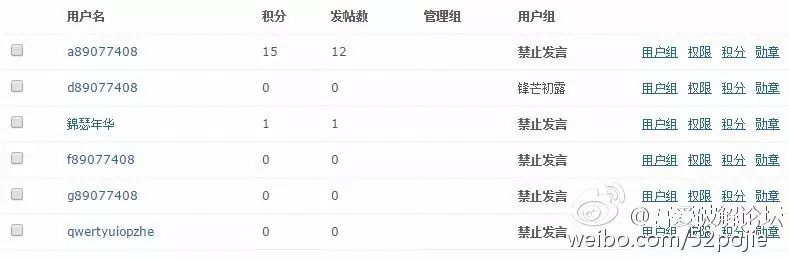 用户名 积分 发帖数 管理组 用户组
a89077408 15 12 禁止发言 用户组 权限 积分 勋章
d89077408 0 0 锋芒初露 用户组 权限 积分 勋章
錦瑟年华 1 1 禁止发言 用户组 权限 积分 勋章
f89077408 0 0 禁止发言 用户组 权限 积分 勋章
g89077408 0 0 禁止发言 用户组 权限 积分 勋章
@吾爱破解论坛
qwertyuiopzhe 0 0 禁止发言 用户组 权限 积分 勋章
weibo.com/52pojie